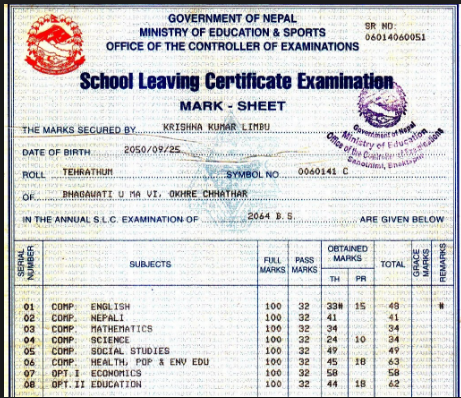 GOVERNMENT OF NEPAL
MINISTRY OF EDUCATION & SPORTS
OFFICE OF THE CONTROLLER OF EXAMINATIONS
SR NO:
06014060051
School Leaving Certificate Examination
MARK - SHEET
Government of Nepal
Ministry of Education
Office of the Controller of Examinations
Sanothimi, Bhaktapur
THE MARKS SECURED BY KRISHNA KUMAR LIMBU
DATE OF BIRTH 2050/09/25
ROLL TEHRATHUM SYMBOL NO 0060141 C
OF BHAGAWATI U MA VI, OKHRE CHHATHAR
IN THE ANNUAL S.L.C. EXAMINATION OF 2064 B.S. ARE GIVEN BELOW
SERIAL NUMBER SUBJECTS FULL MARKS PASS MARKS OBTAINED MARKS TH PR TOTAL GRACE MARKS REMARKS
01 COMP. ENGLISH 100 32 33# 15 48 #
02 COMP. NEPALI 100 32 41 41
03 COMP. MATHEMATICS 100 32 34 34
04 COMP. SCIENCE 100 32 24 10 34
05 COMP. SOCIAL STUDIES 100 32 49 49
06 COMP. HEALTH, POP & ENV EDU 100 32 45 18 63
07 OPT. I ECONOMICS 100 32 58 58
08 OPT. II EDUCATION 100 32 44 18 62